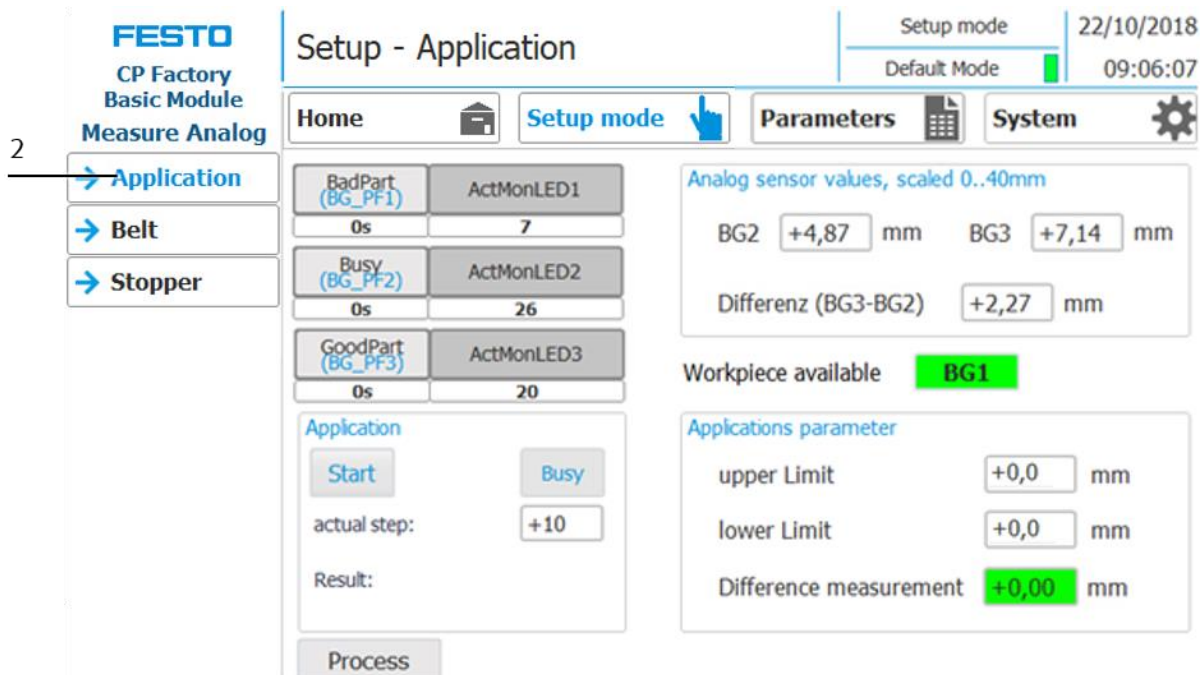 FESTO
CP Factory
Basic Module
Measure Analog
Setup - Application
Setup mode
Default Mode
22/10/2018
09:06:07
Home
Setup mode
Parameters
System
2
Application
Belt
Stopper
BadPart
(BG_PF1)
ActMonLED1
0s
7
Busy
(BG_PF2)
ActMonLED2
0s
26
GoodPart
(BG_PF3)
ActMonLED3
0s
20
Application
Start
Busy
actual step:
+10
Result:
Process
Analog sensor values, scaled 0..40mm
BG2 +4,87 mm BG3 +7,14 mm
Differenz (BG3-BG2) +2,27 mm
Workpiece available BG1
Applications parameter
upper Limit +0,0 mm
lower Limit +0,0 mm
Difference measurement +0,00 mm